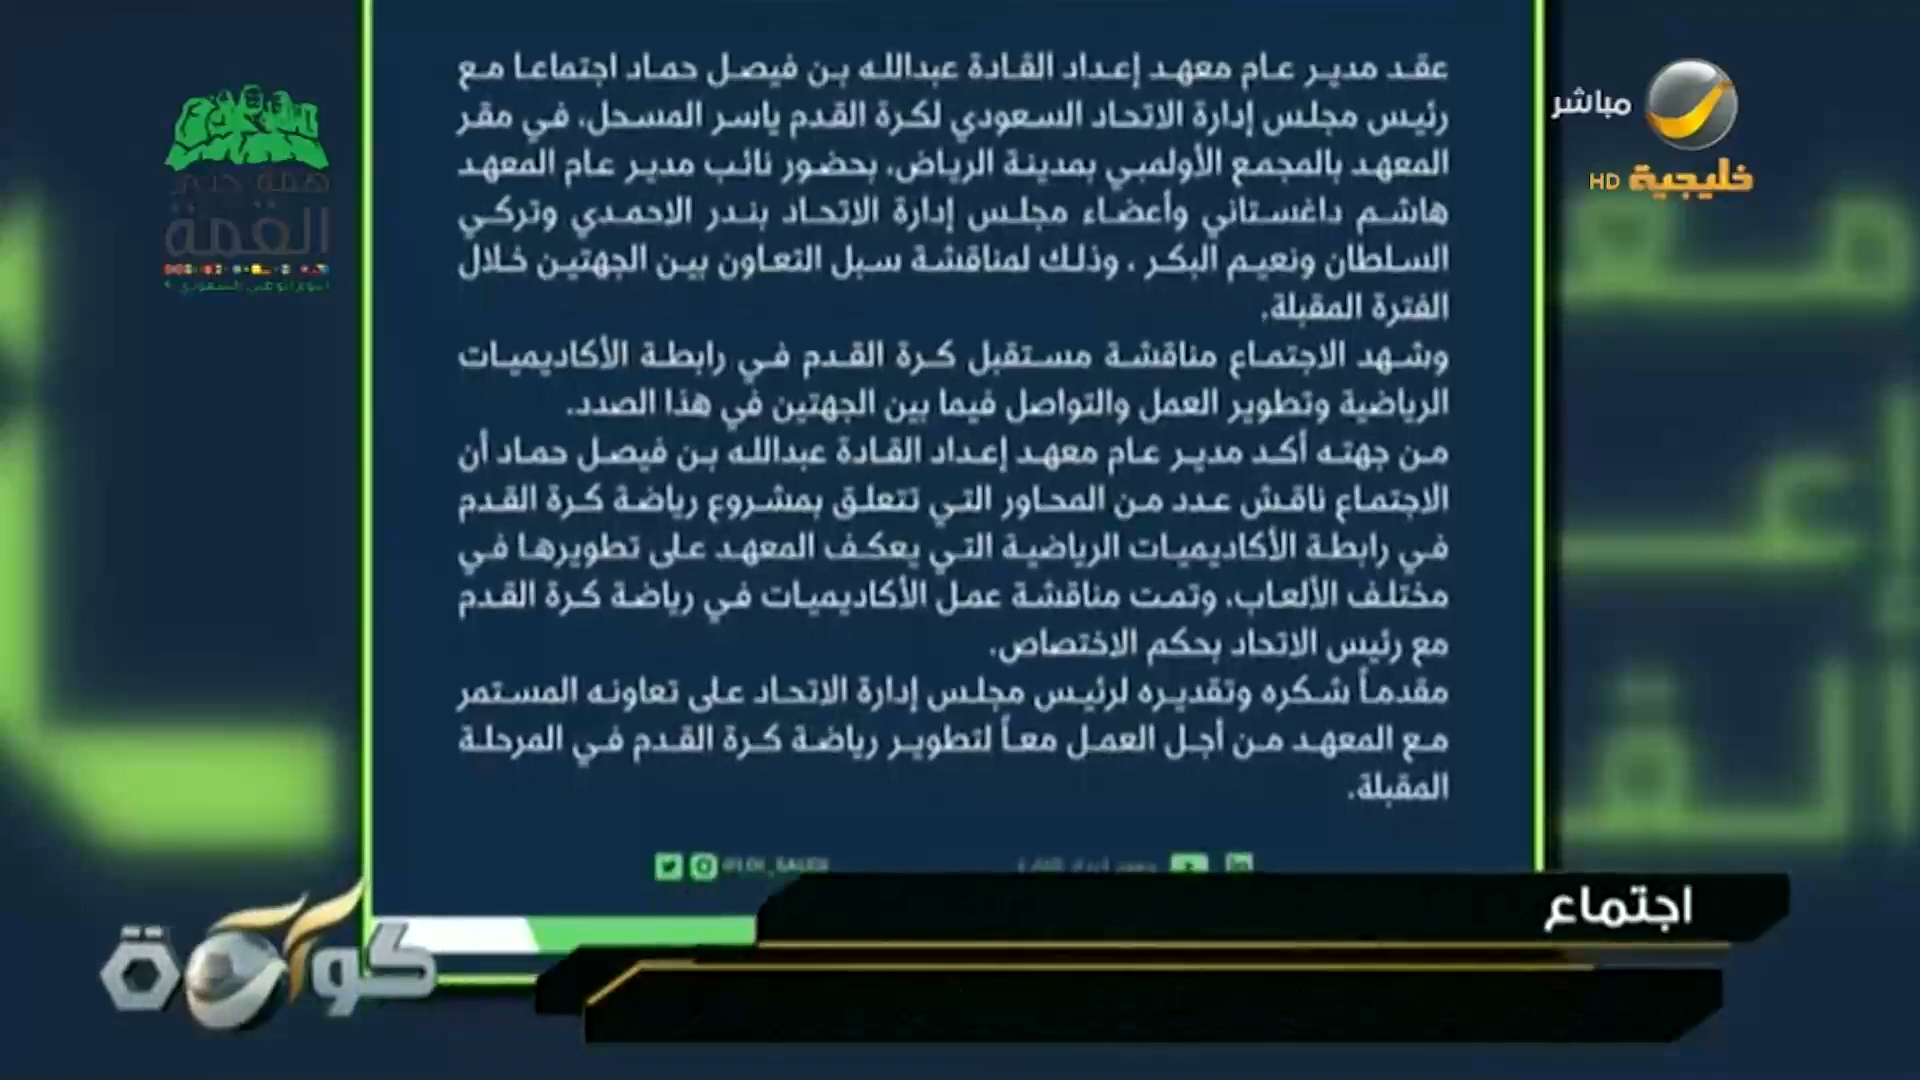 عقد مدير عام معهد إعداد القادة عبدالله بن فيصل حماد اجتماعا مع
رئيس مجلس إدارة الاتحاد السعودي لكرة القدم ياسر المسحل، في مقر
المعهد بالمجمع الأولمبي بمدينة الرياض، بحضور نائب مدير عام المعهد
هاشم داغستاني وأعضاء مجلس إدارة الاتحاد بندر الاحمدي وتركي
السلطان ونعيم البكر ، وذلك لمناقشة سبل التعاون بين الجهتين خلال
الفترة المقبلة.
وشهد الاجتماع مناقشة مستقبل كرة القدم في رابطة الأكاديميات
الرياضية وتطوير العمل والتواصل فيما بين الجهتين في هذا الصدد.
من جهته أكد مدير عام معهد إعداد القادة عبدالله بن فيصل حماد أن
الاجتماع ناقش عدد من المحاور التي تتعلق بمشروع رياضة كرة القدم
في رابطة الأكاديميات الرياضية التي يعكف المعهد على تطويرها في
مختلف الألعاب، وتمت مناقشة عمل الأكاديميات في رياضة كرة القدم
مع رئيس الاتحاد بحكم الاختصاص.
مقدماً شكره وتقديره لرئيس مجلس إدارة الاتحاد على تعاونه المستمر
مع المعهد من أجل العمل معاً لتطوير رياضة كرة القدم في المرحلة
المقبلة.
مباشر
خليجية HD
همة حتى
القمة
اجتماع
كورة